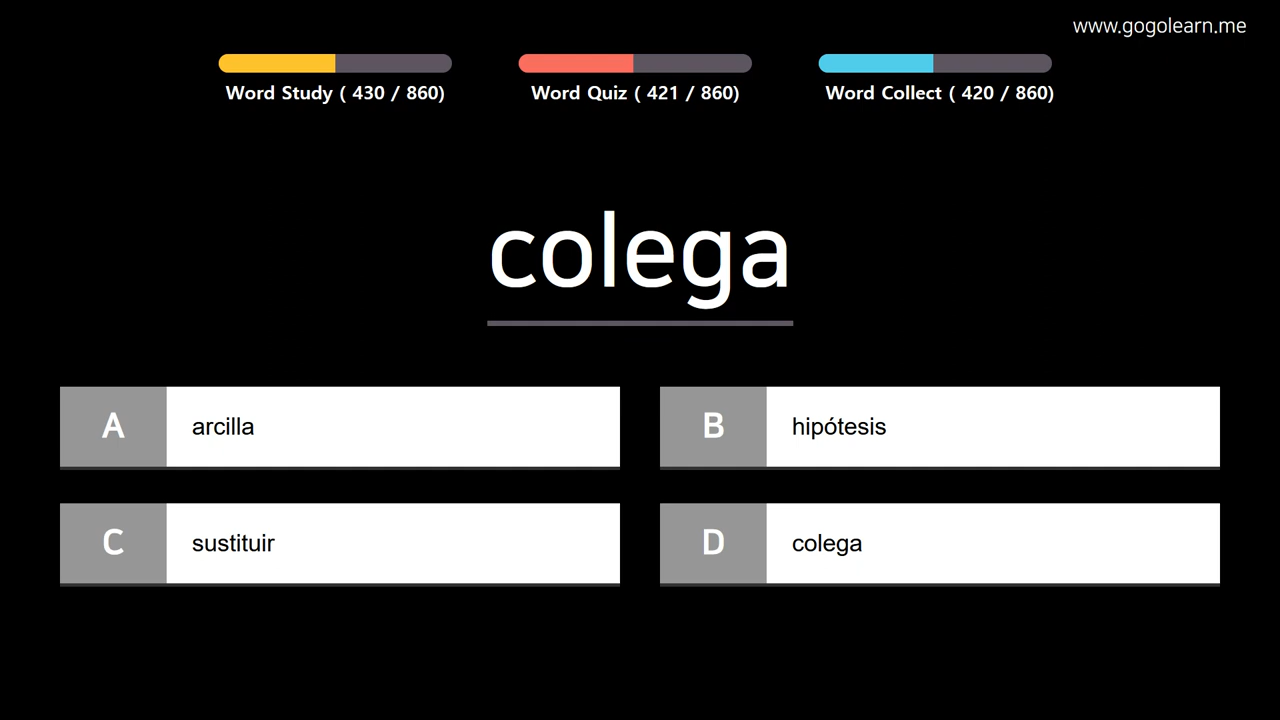 www.gogolearn.me
Word Study ( 430 / 860)
Word Quiz ( 421 / 860)
Word Collect ( 420 / 860)
colega
A
arcilla
B
hipótesis
C
sustituir
D
colega